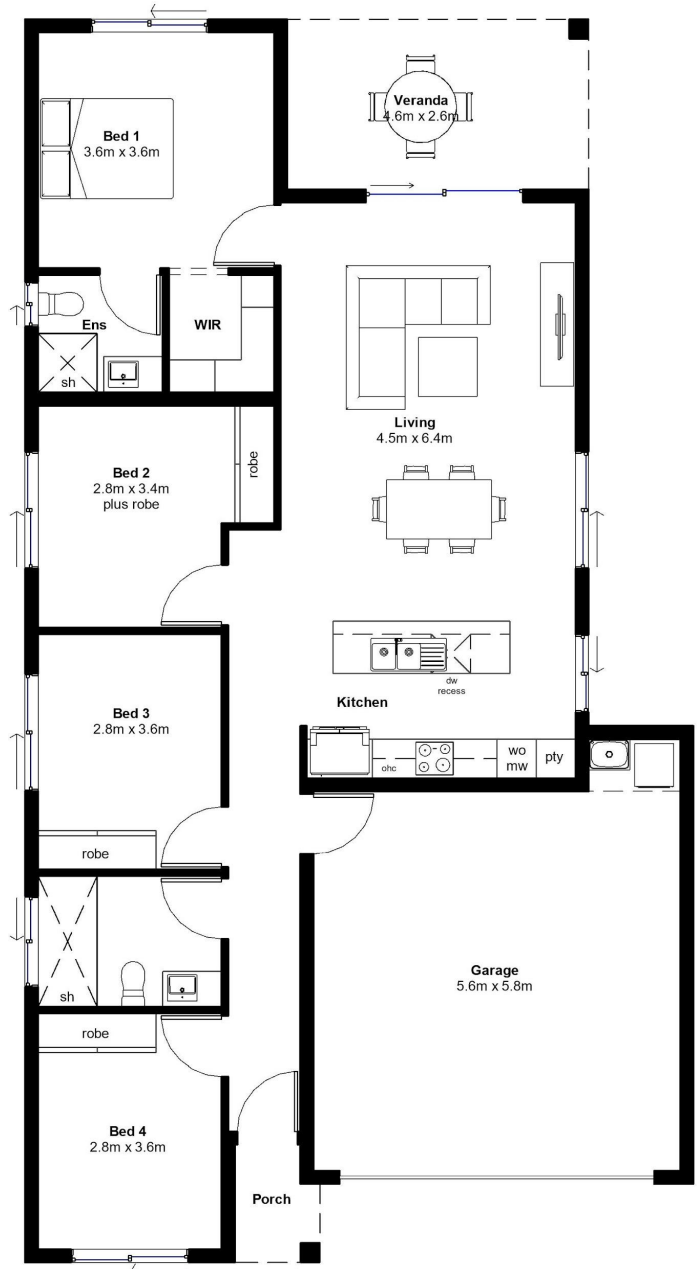 Veranda
4.6m x 2.6m
Bed 1
3.6m x 3.6m
Ens
WIR
sh
Living
4.5m x 6.4m
Bed 2
2.8m x 3.4m
plus robe
robe
dw
recess
Kitchen
Bed 3
2.8m x 3.6m
ohc
wo
mw
pty
robe
Garage
5.6m x 5.8m
sh
robe
Bed 4
2.8m x 3.6m
Porch